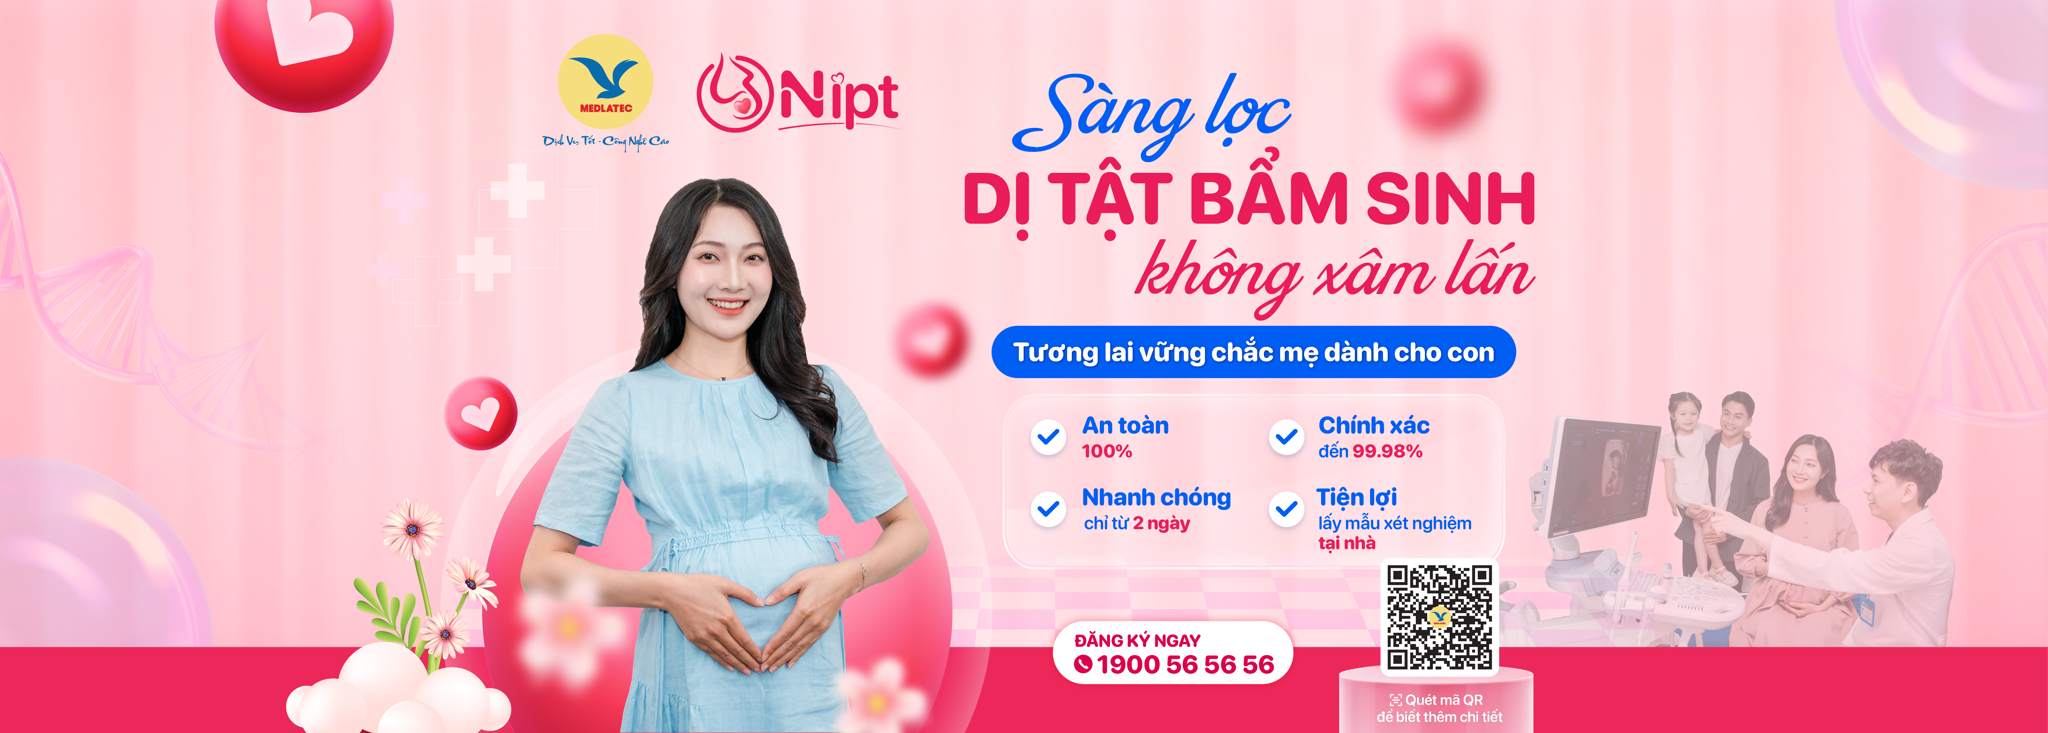 MEDLATEC
Dịch Vụ Tốt - Công Nghệ Cao
Nipt
Sàng lọc
DỊ TẬT BẨM SINH
không xâm lấn
Tương lai vững chắc mẹ dành cho con
An toàn
100%
Chính xác
đến 99.98%
Nhanh chóng
chỉ từ 2 ngày
Tiện lợi
lấy mẫu xét nghiệm
tại nhà
ĐĂNG KÝ NGAY
1900 56 56 56
Quét mã QR
để biết thêm chi tiết